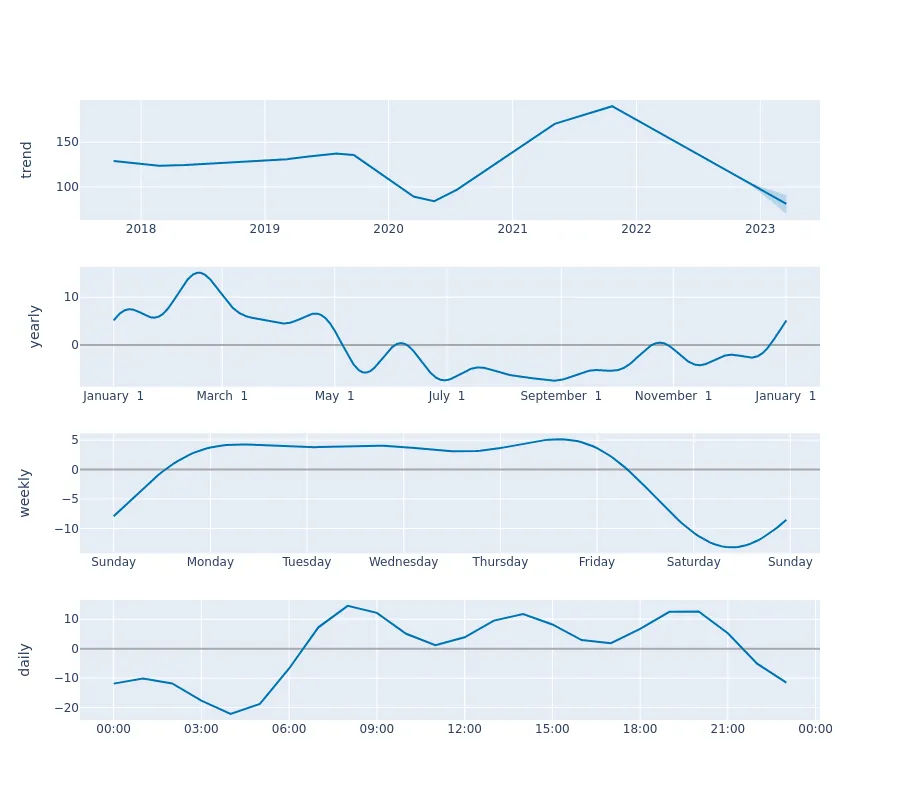 trend
150
100
2018 2019 2020 2021 2022 2023
yearly
10
0
January 1 March 1 May 1 July 1 September 1 November 1 January 1
weekly
5
0
−5
−10
Sunday Monday Tuesday Wednesday Thursday Friday Saturday Sunday
daily
10
0
−10
−20
00:00 03:00 06:00 09:00 12:00 15:00 18:00 21:00 00:00